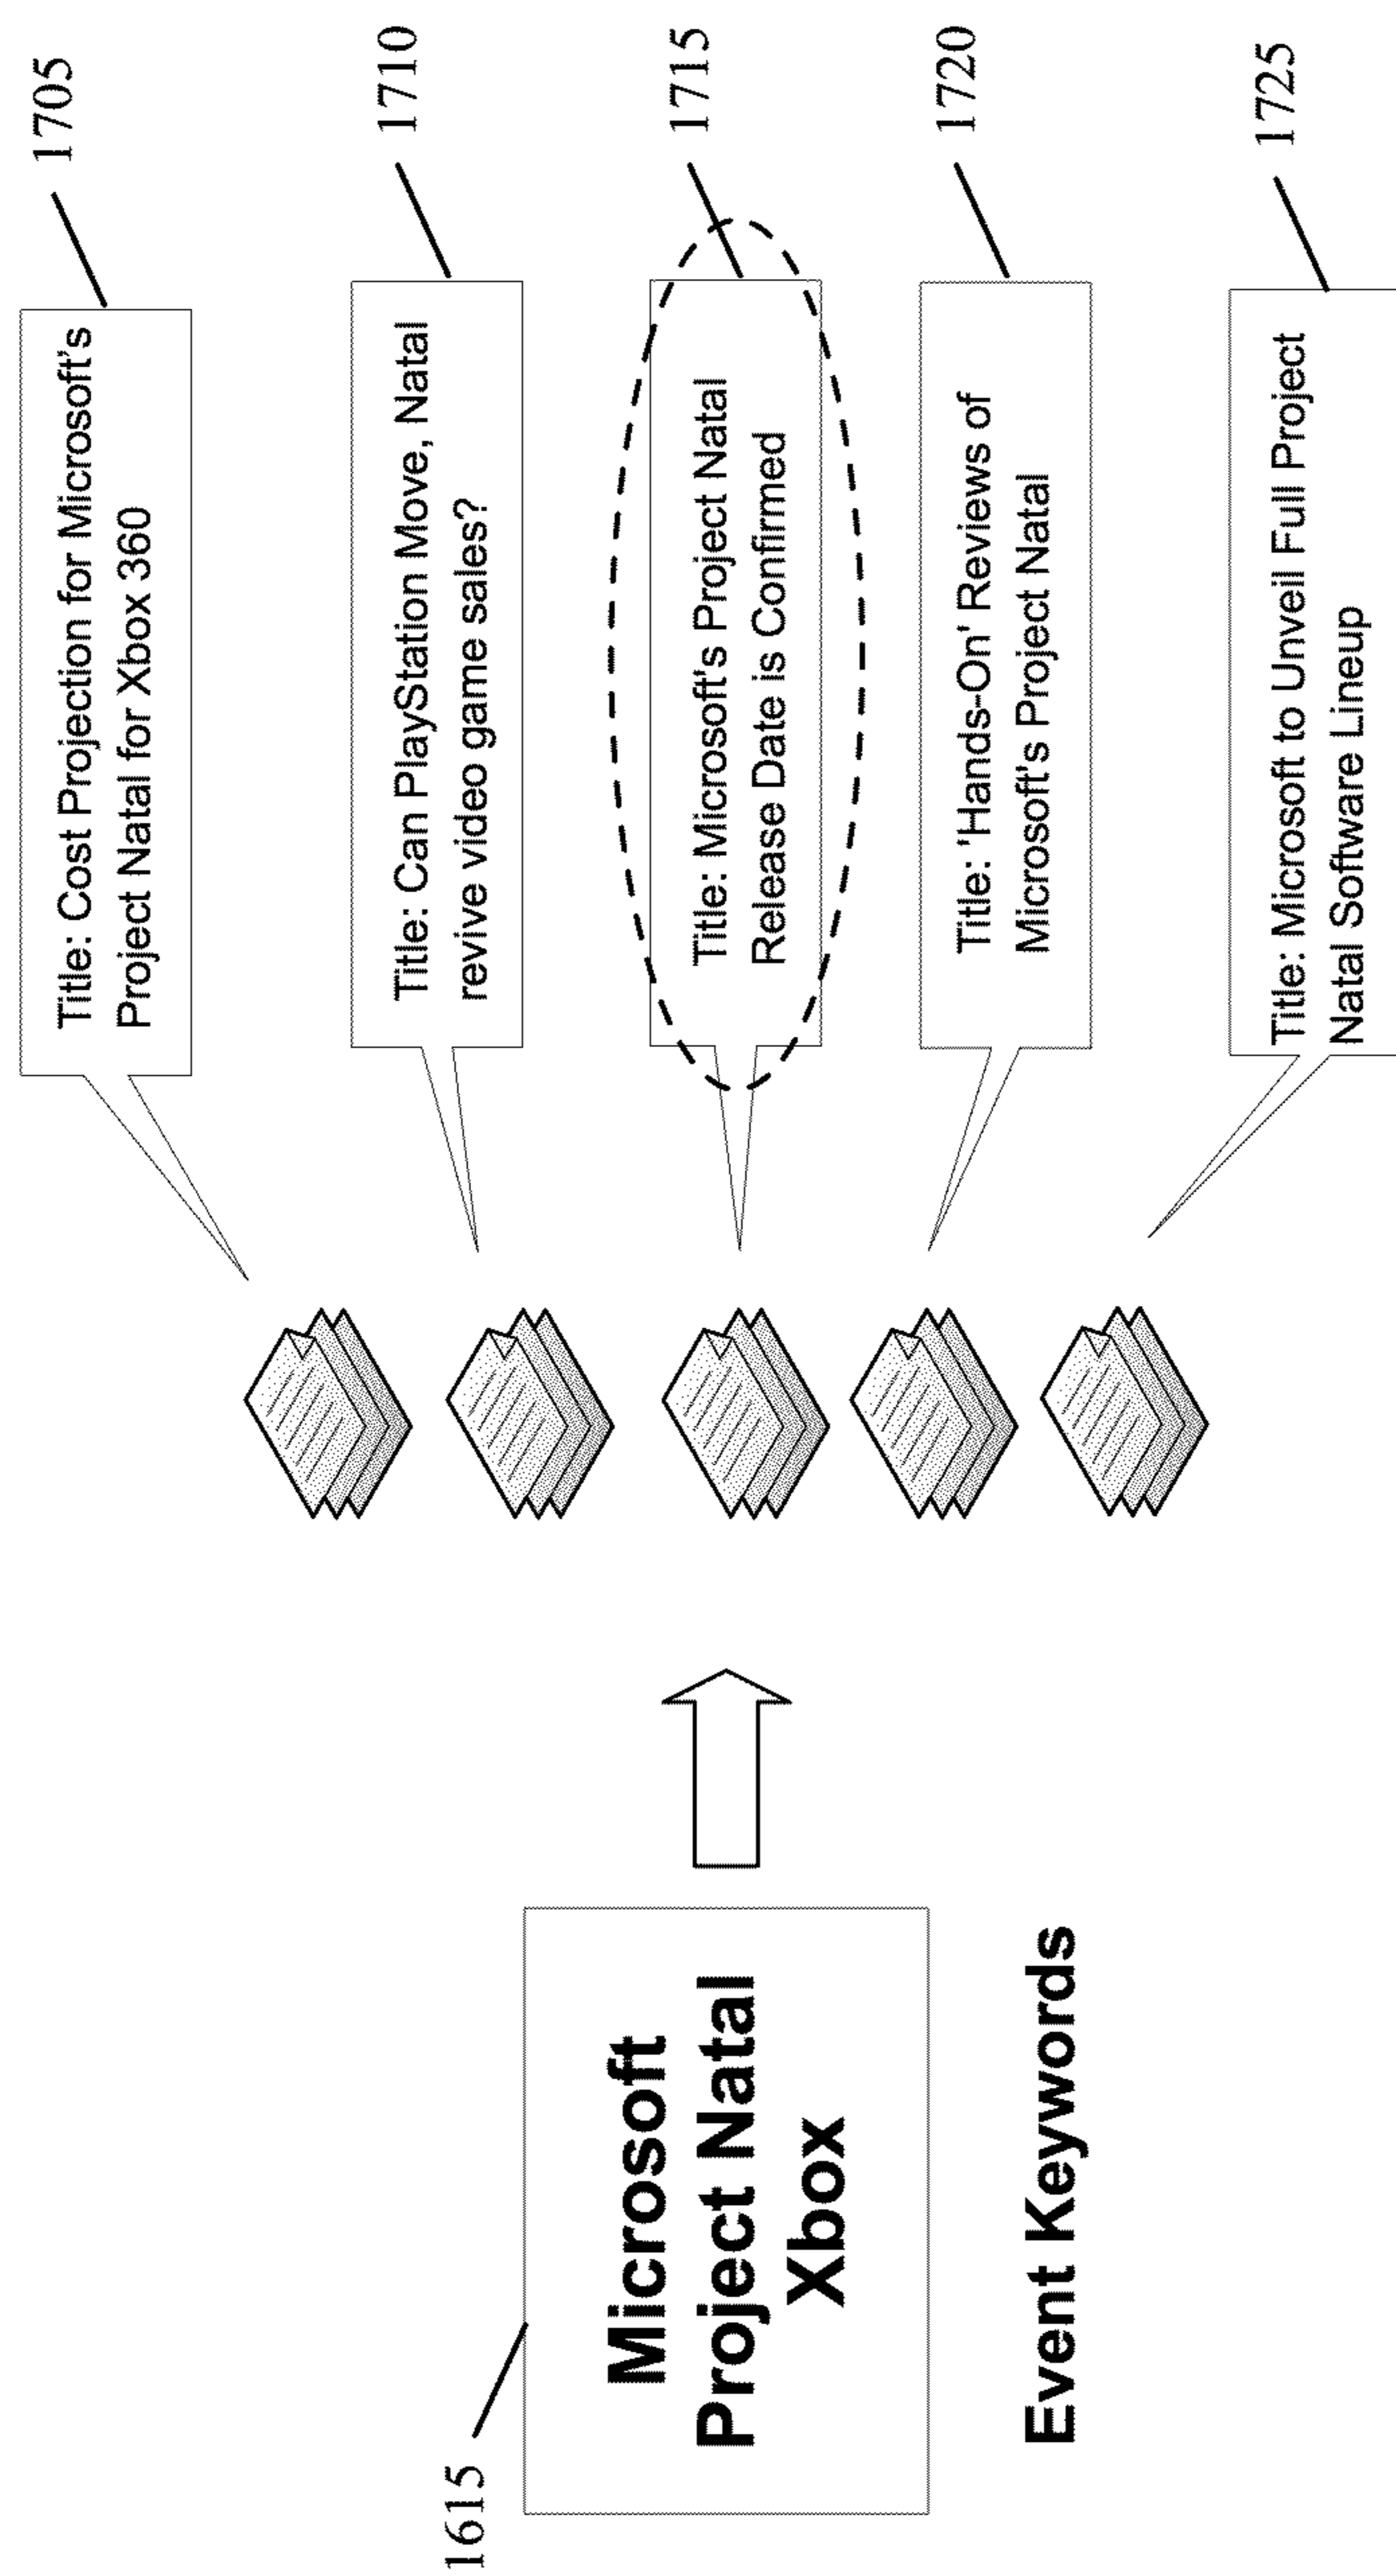 1615
Microsoft
Project Natal
Xbox
Event Keywords
Title: Cost Projection for Microsoft's
Project Natal for Xbox 360
1705
Title: Can PlayStation Move, Natal
revive video game sales?
1710
Title: Microsoft's Project Natal
Release Date is Confirmed
1715
Title: 'Hands-On' Reviews of
Microsoft's Project Natal
1720
Title: Microsoft to Unveil Full Project
Natal Software Lineup
1725